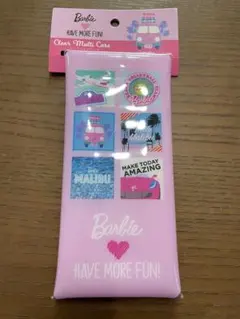 Barbie
HAVE MORE FUN!
Clear Multi Case
MALIBU
MAKE TODAY
AMAZING
Barbie
HAVE MORE FUN!